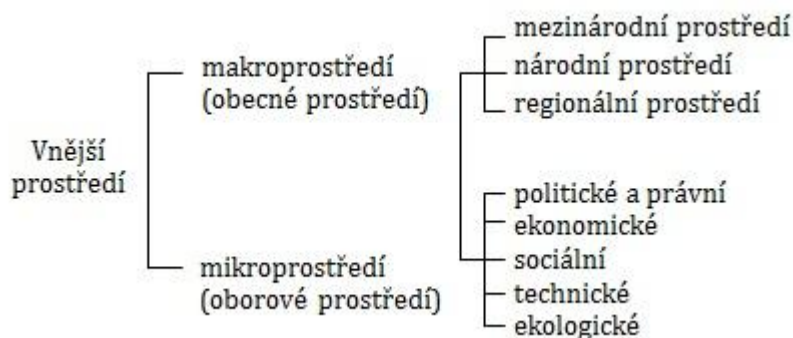 Vnější
prostředí
makroprostředí
(obecné prostředí)
mikroprostředí
(oborové prostředí)
mezinárodní prostředí
národní prostředí
regionální prostředí
politické a právní
ekonomické
sociální
technické
ekologické